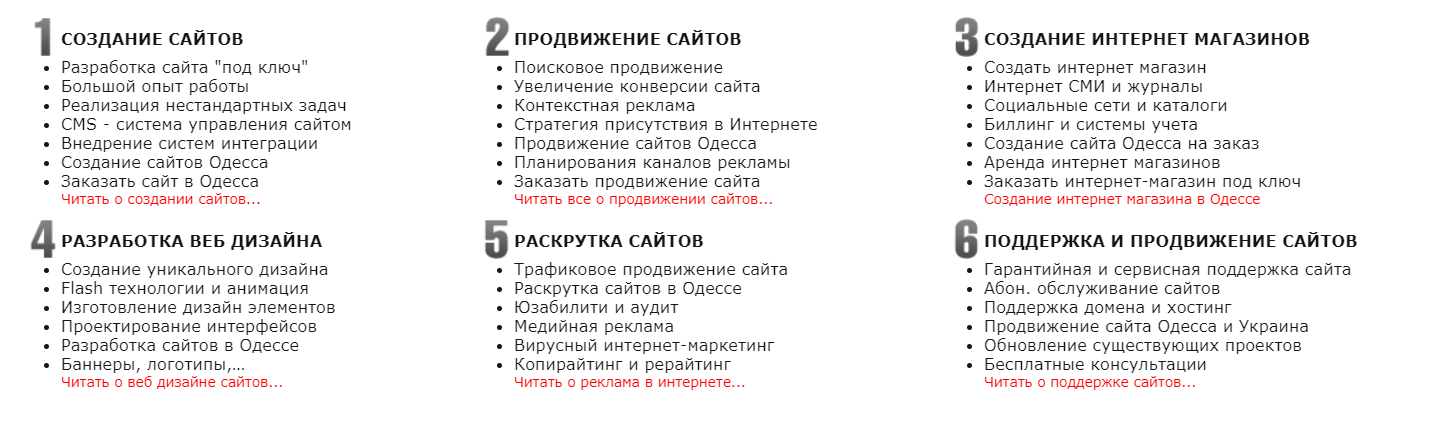 1 СОЗДАНИЕ САЙТОВ
Разработка сайта "под ключ"
Большой опыт работы
Реализация нестандартных задач
CMS - система управления сайтом
Внедрение систем интеграции
Создание сайтов Одесса
Заказать сайт в Одесса
Читать о создании сайтов...
2 ПРОДВИЖЕНИЕ САЙТОВ
Поисковое продвижение
Увеличение конверсии сайта
Контекстная реклама
Стратегия присутствия в Интернете
Продвижение сайтов Одесса
Планирования каналов рекламы
Заказать продвижение сайта
Читать все о продвижении сайтов...
3 СОЗДАНИЕ ИНТЕРНЕТ МАГАЗИНОВ
Создать интернет магазин
Интернет СМИ и журналы
Социальные сети и каталоги
Биллинг и системы учета
Создание сайта Одесса на заказ
Аренда интернет магазинов
Заказать интернет-магазин под ключ
Создание интернет магазина в Одессе
4 РАЗРАБОТКА ВЕБ ДИЗАЙНА
Создание уникального дизайна
Flash технологии и анимация
Изготовление дизайн элементов
Проектирование интерфейсов
Разработка сайтов в Одессе
Баннеры, логотипы,...
Читать о веб дизайне сайтов...
5 РАСКРУТКА САЙТОВ
Трафиковое продвижение сайта
Раскрутка сайтов в Одессе
Юзабилити и аудит
Медийная реклама
Вирусный интернет-маркетинг
Копирайтинг и рерайтинг
Читать о реклама в интернете...
6 ПОДДЕРЖКА И ПРОДВИЖЕНИЕ САЙТОВ
Гарантийная и сервисная поддержка сайта
Абон. обслуживание сайтов
Поддержка домена и хостинг
Продвижение сайта Одесса и Украина
Обновление существующих проектов
Бесплатные консультации
Читать о поддержке сайтов...